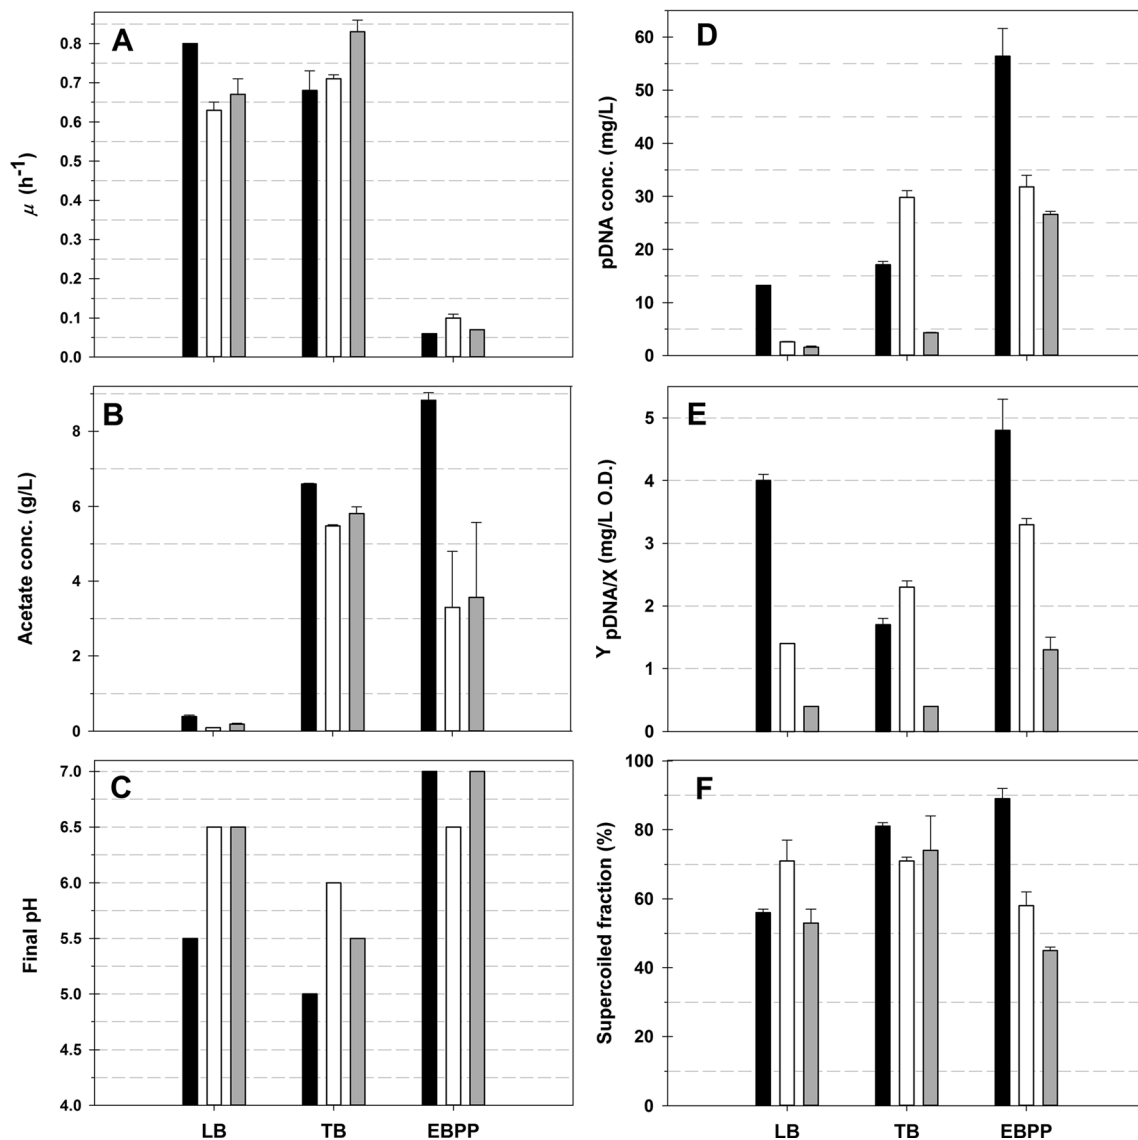 A
μ (h-1)
0.8
0.7
0.6
0.5
0.4
0.3
0.2
0.1
0.0
B
Acetate conc. (g/L)
8
6
4
2
0
C
Final pH
7.0
6.5
6.0
5.5
5.0
4.5
4.0
LB TB EBPP
D
pDNA conc. (mg/L)
60
50
40
30
20
10
0
E
Y pDNA/X (mg/L O.D.)
5
4
3
2
1
0
F
Supercoiled fraction (%)
100
80
60
40
20
0
LB TB EBPP